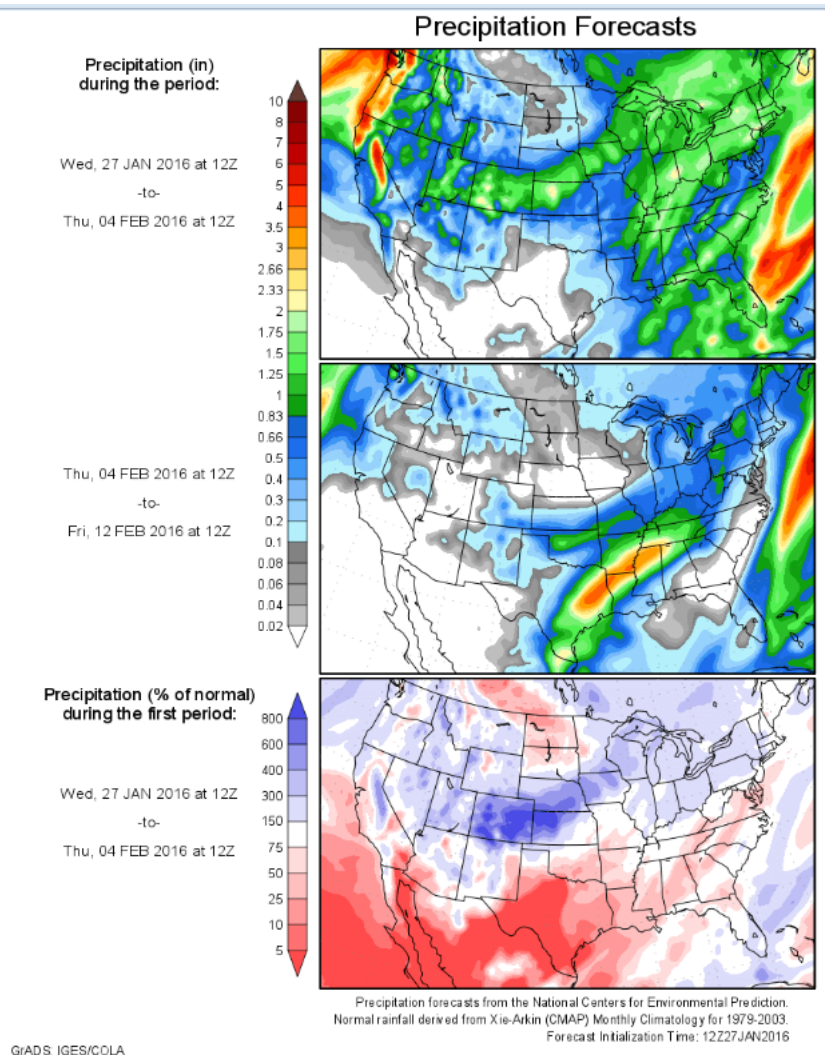 Precipitation Forecasts
Precipitation (in)
during the period:
10
8
7
6
5
4
3.5
3
2.66
2.33
2
1.75
1.5
1.25
1
0.83
0.66
0.5
0.4
0.3
0.2
0.1
0.08
0.06
0.04
0.02
Wed, 27 JAN 2016 at 12Z
-to-
Thu, 04 FEB 2016 at 12Z
Thu, 04 FEB 2016 at 12Z
-to-
Fri, 12 FEB 2016 at 12Z
Precipitation (% of normal)
during the first period:
800
600
400
300
150
75
50
25
10
5
Wed, 27 JAN 2016 at 12Z
-to-
Thu, 04 FEB 2016 at 12Z
Precipitation forecasts from the National Centers for Environmental Prediction.
Normal rainfall derived from Xie-Arkin (CMAP) Monthly Climatology for 1979-2003.
Forecast Initialization Time: 12Z27JAN2016
GrADS: IGES/COLA